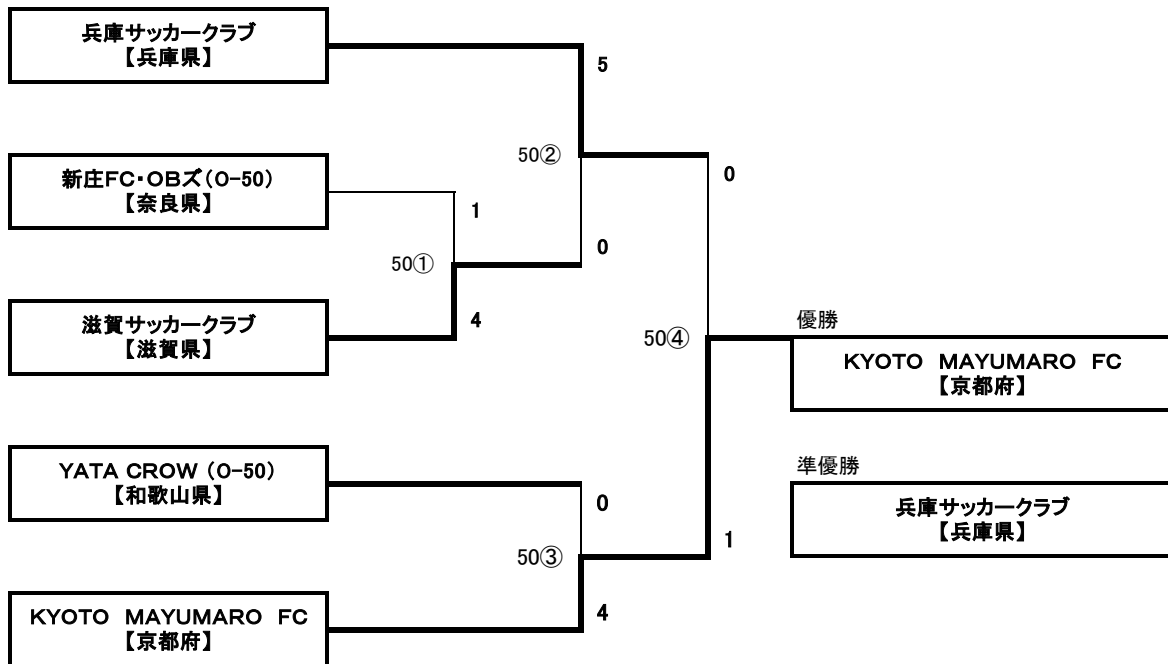 兵庫サッカークラブ
【兵庫県】
5
50②
0
新庄FC・OBズ(O-50)
【奈良県】
1
0
50①
滋賀サッカークラブ
【滋賀県】
4
50④
優勝
KYOTO　MAYUMARO　FC
【京都府】
YATA CROW (O-50)
【和歌山県】
0
準優勝
兵庫サッカークラブ
【兵庫県】
1
50③
KYOTO　MAYUMARO　FC
【京都府】
4